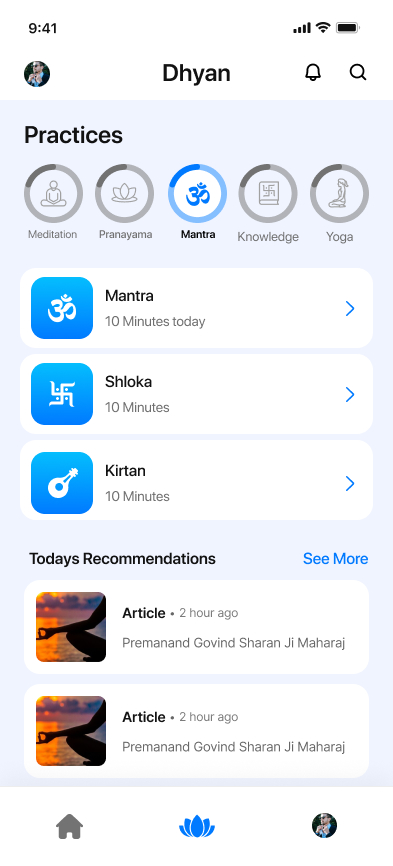 9:41
Dhyan
Practices
Meditation
Pranayama
Mantra
Knowledge
Yoga
ॐ
Mantra
10 Minutes today
ॐ
Shloka
10 Minutes
Kirtan
10 Minutes
Todays Recommendations
See More
Article • 2 hour ago
Premanand Govind Sharan Ji Maharaj
Article • 2 hour ago
Premanand Govind Sharan Ji Maharaj